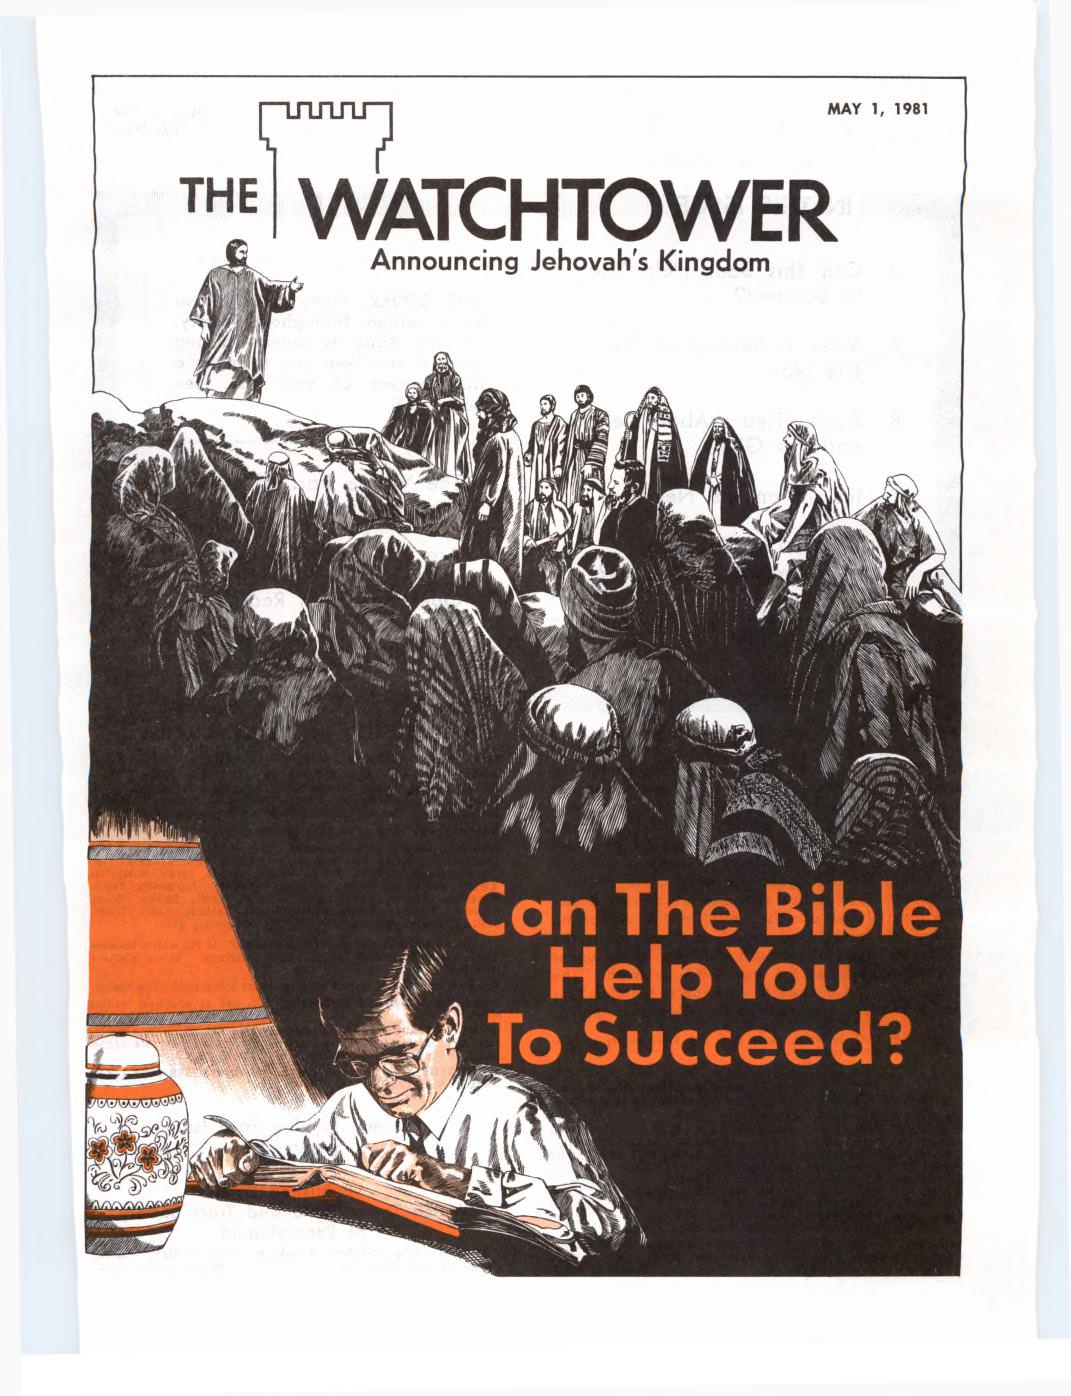 MAY 1, 1981
THE WATCHTOWER
Announcing Jehovah's Kingdom
Can The Bible
Help You
To Succeed?